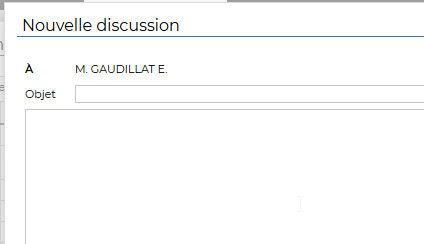 Nouvelle discussion
À M. GAUDILLAT E.
Objet